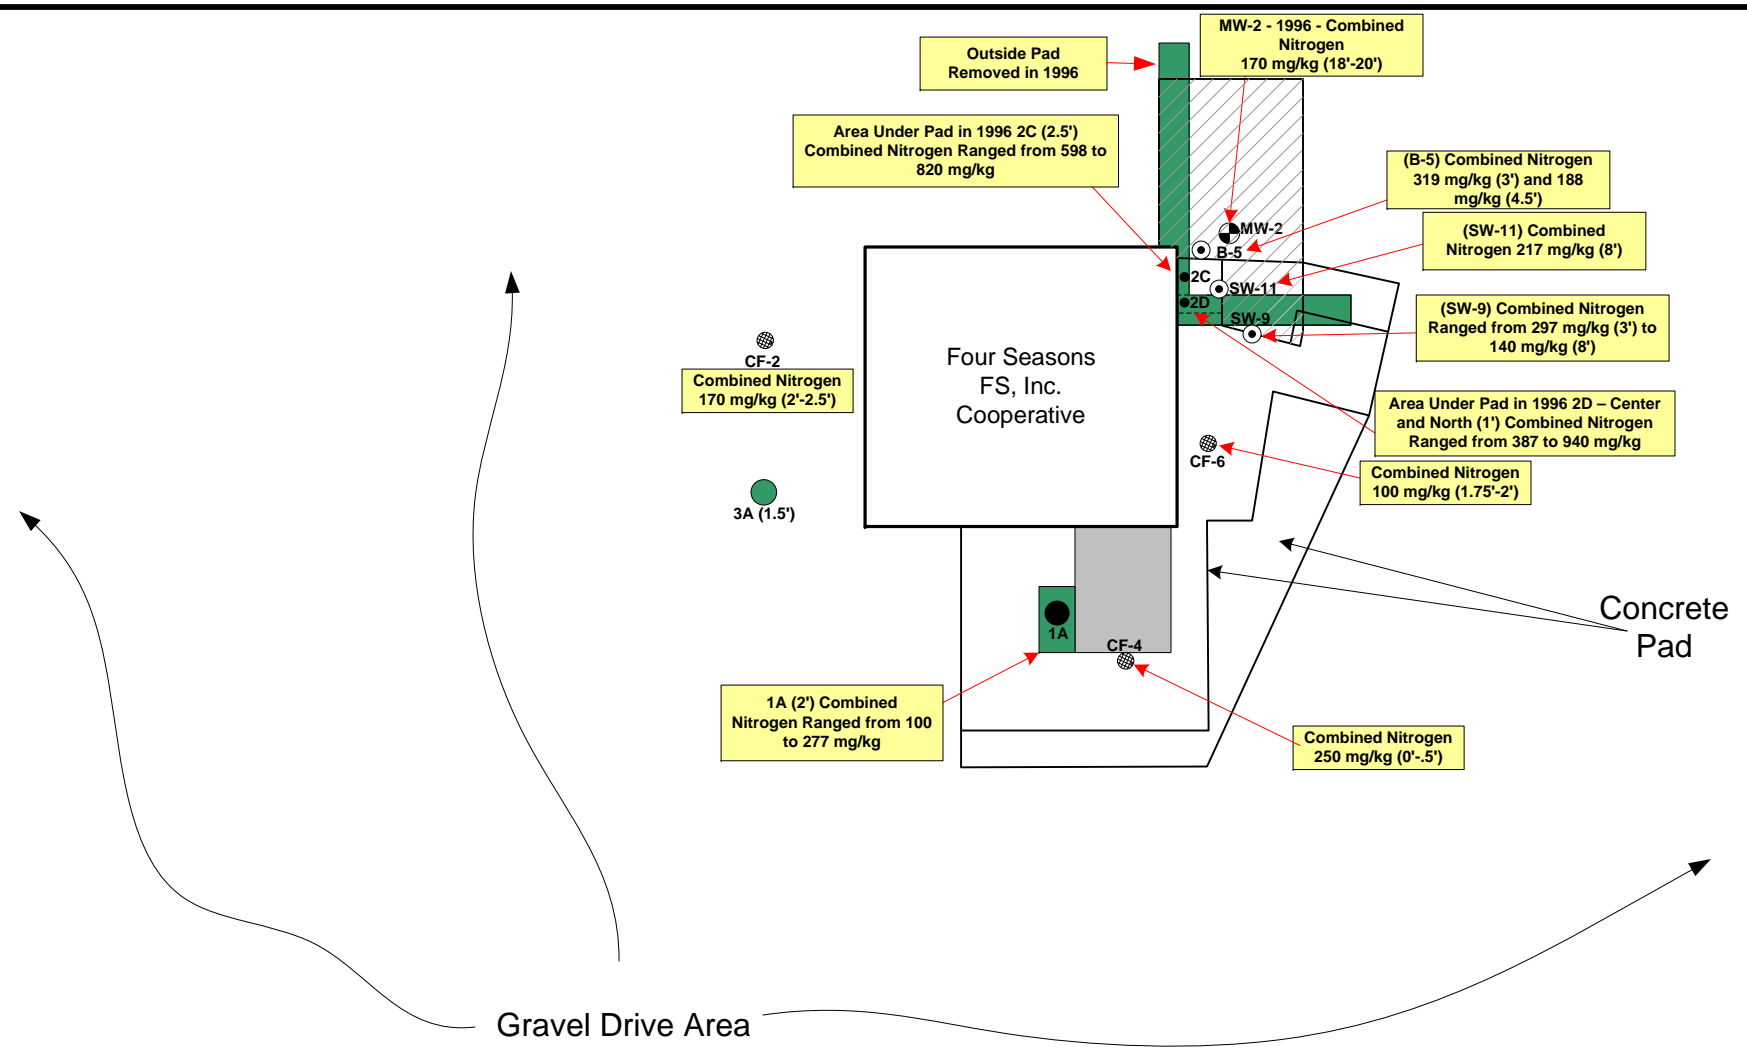 MW-2 - 1996 - Combined
Nitrogen
170 mg/kg (18'-20')
Outside Pad
Removed in 1996
Area Under Pad in 1996 2C (2.5')
Combined Nitrogen Ranged from 598 to
820 mg/kg
(B-5) Combined Nitrogen
319 mg/kg (3') and 188
mg/kg (4.5')
(SW-11) Combined
Nitrogen 217 mg/kg (8')
MW-2
B-5
2C
SW-11
2D
SW-9
(SW-9) Combined Nitrogen
Ranged from 297 mg/kg (3') to
140 mg/kg (8')
CF-2
Combined Nitrogen
170 mg/kg (2'-2.5')
Four Seasons
FS, Inc.
Cooperative
Area Under Pad in 1996 2D – Center
and North (1') Combined Nitrogen
Ranged from 387 to 940 mg/kg
CF-6
Combined Nitrogen
100 mg/kg (1.75'-2')
3A (1.5')
Concrete
Pad
1A
CF-4
1A (2') Combined
Nitrogen Ranged from 100
to 277 mg/kg
Combined Nitrogen
250 mg/kg (0'-.5')
Gravel Drive Area